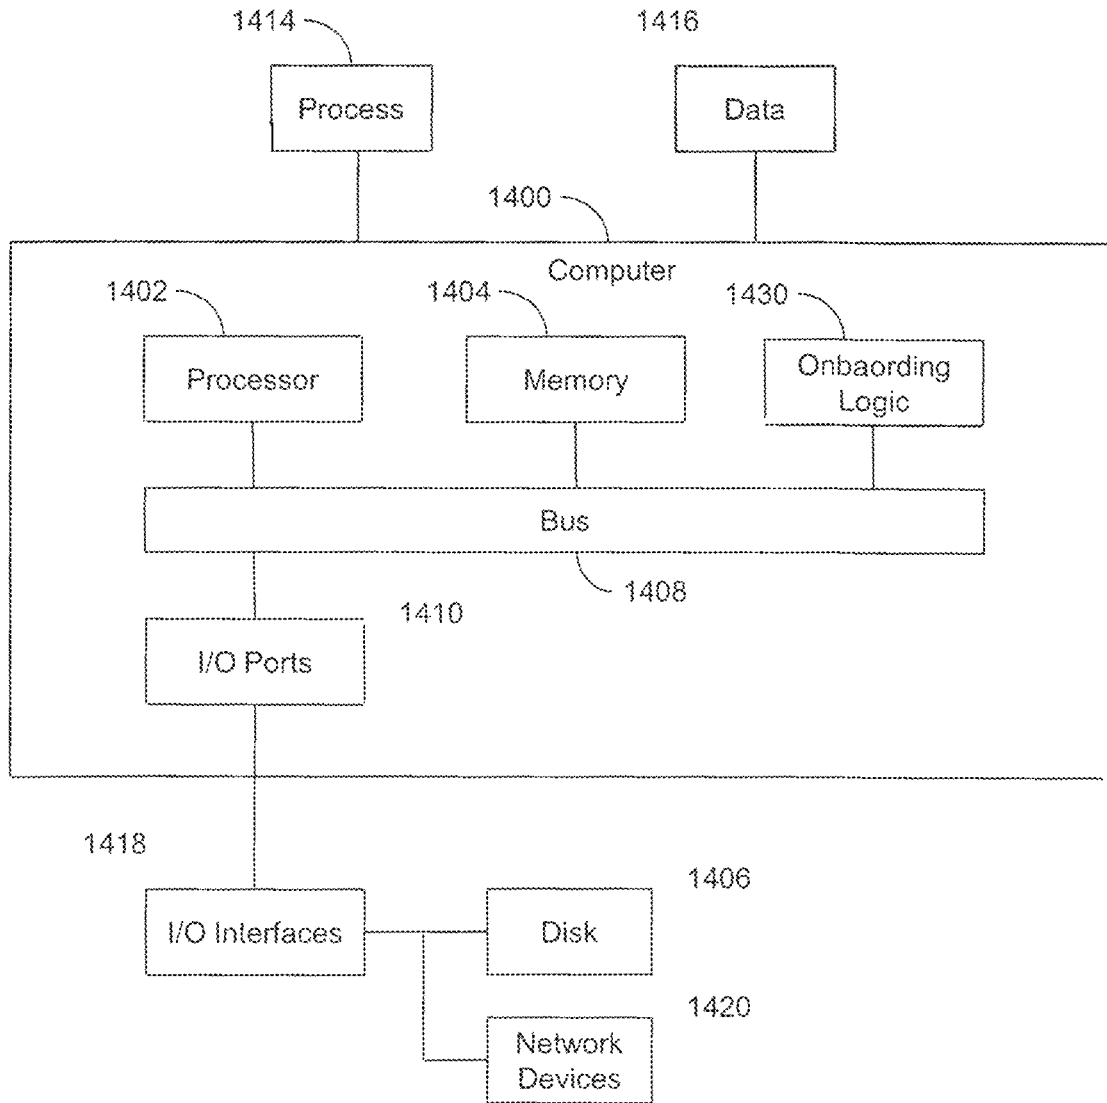 1414
1416
Process
Data
1400
Computer
1402
1404
1430
Processor
Memory
Onbaording
Logic
Bus
1408
1410
I/O Ports
1418
1406
I/O Interfaces
Disk
1420
Network
Devices